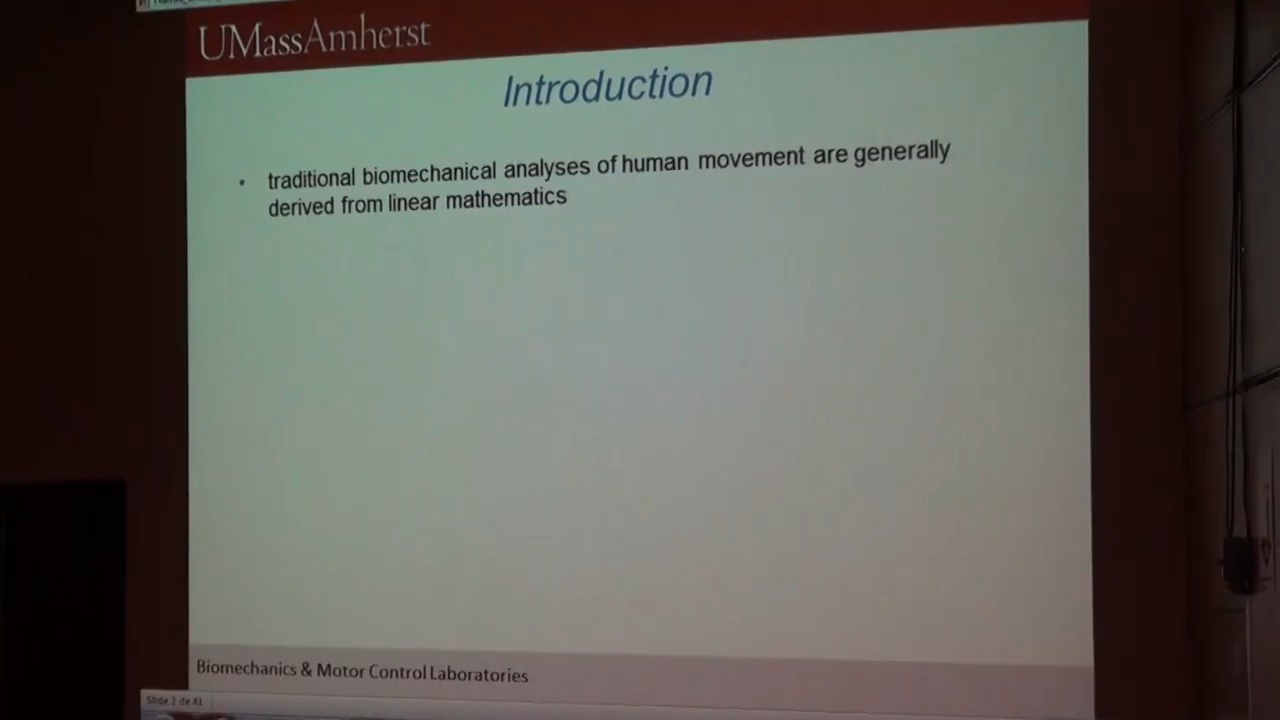 UMassAmherst
Introduction
• traditional biomechanical analyses of human movement are generally
derived from linear mathematics
Biomechanics & Motor Control Laboratories
Slide 2 de 41